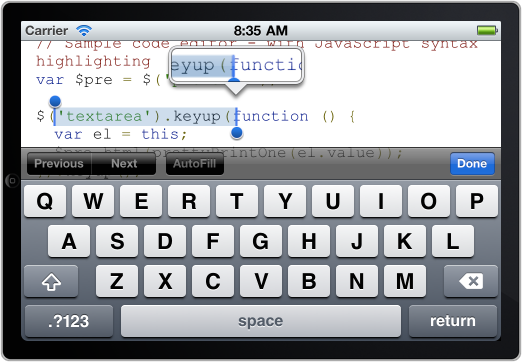 Carrier 8:35 AM
// Sample code editor - with JavaScript syntax
highlighting
eyup(functio
var $pre = $('
$('textarea').keyup(function () {
var el = this;
$pre.html(prettyPrintOne(el.value));
Previous Next AutoFill Done
Q W E R T Y U I O P
A S D F G H J K L
Z X C V B N M
.?123 space return